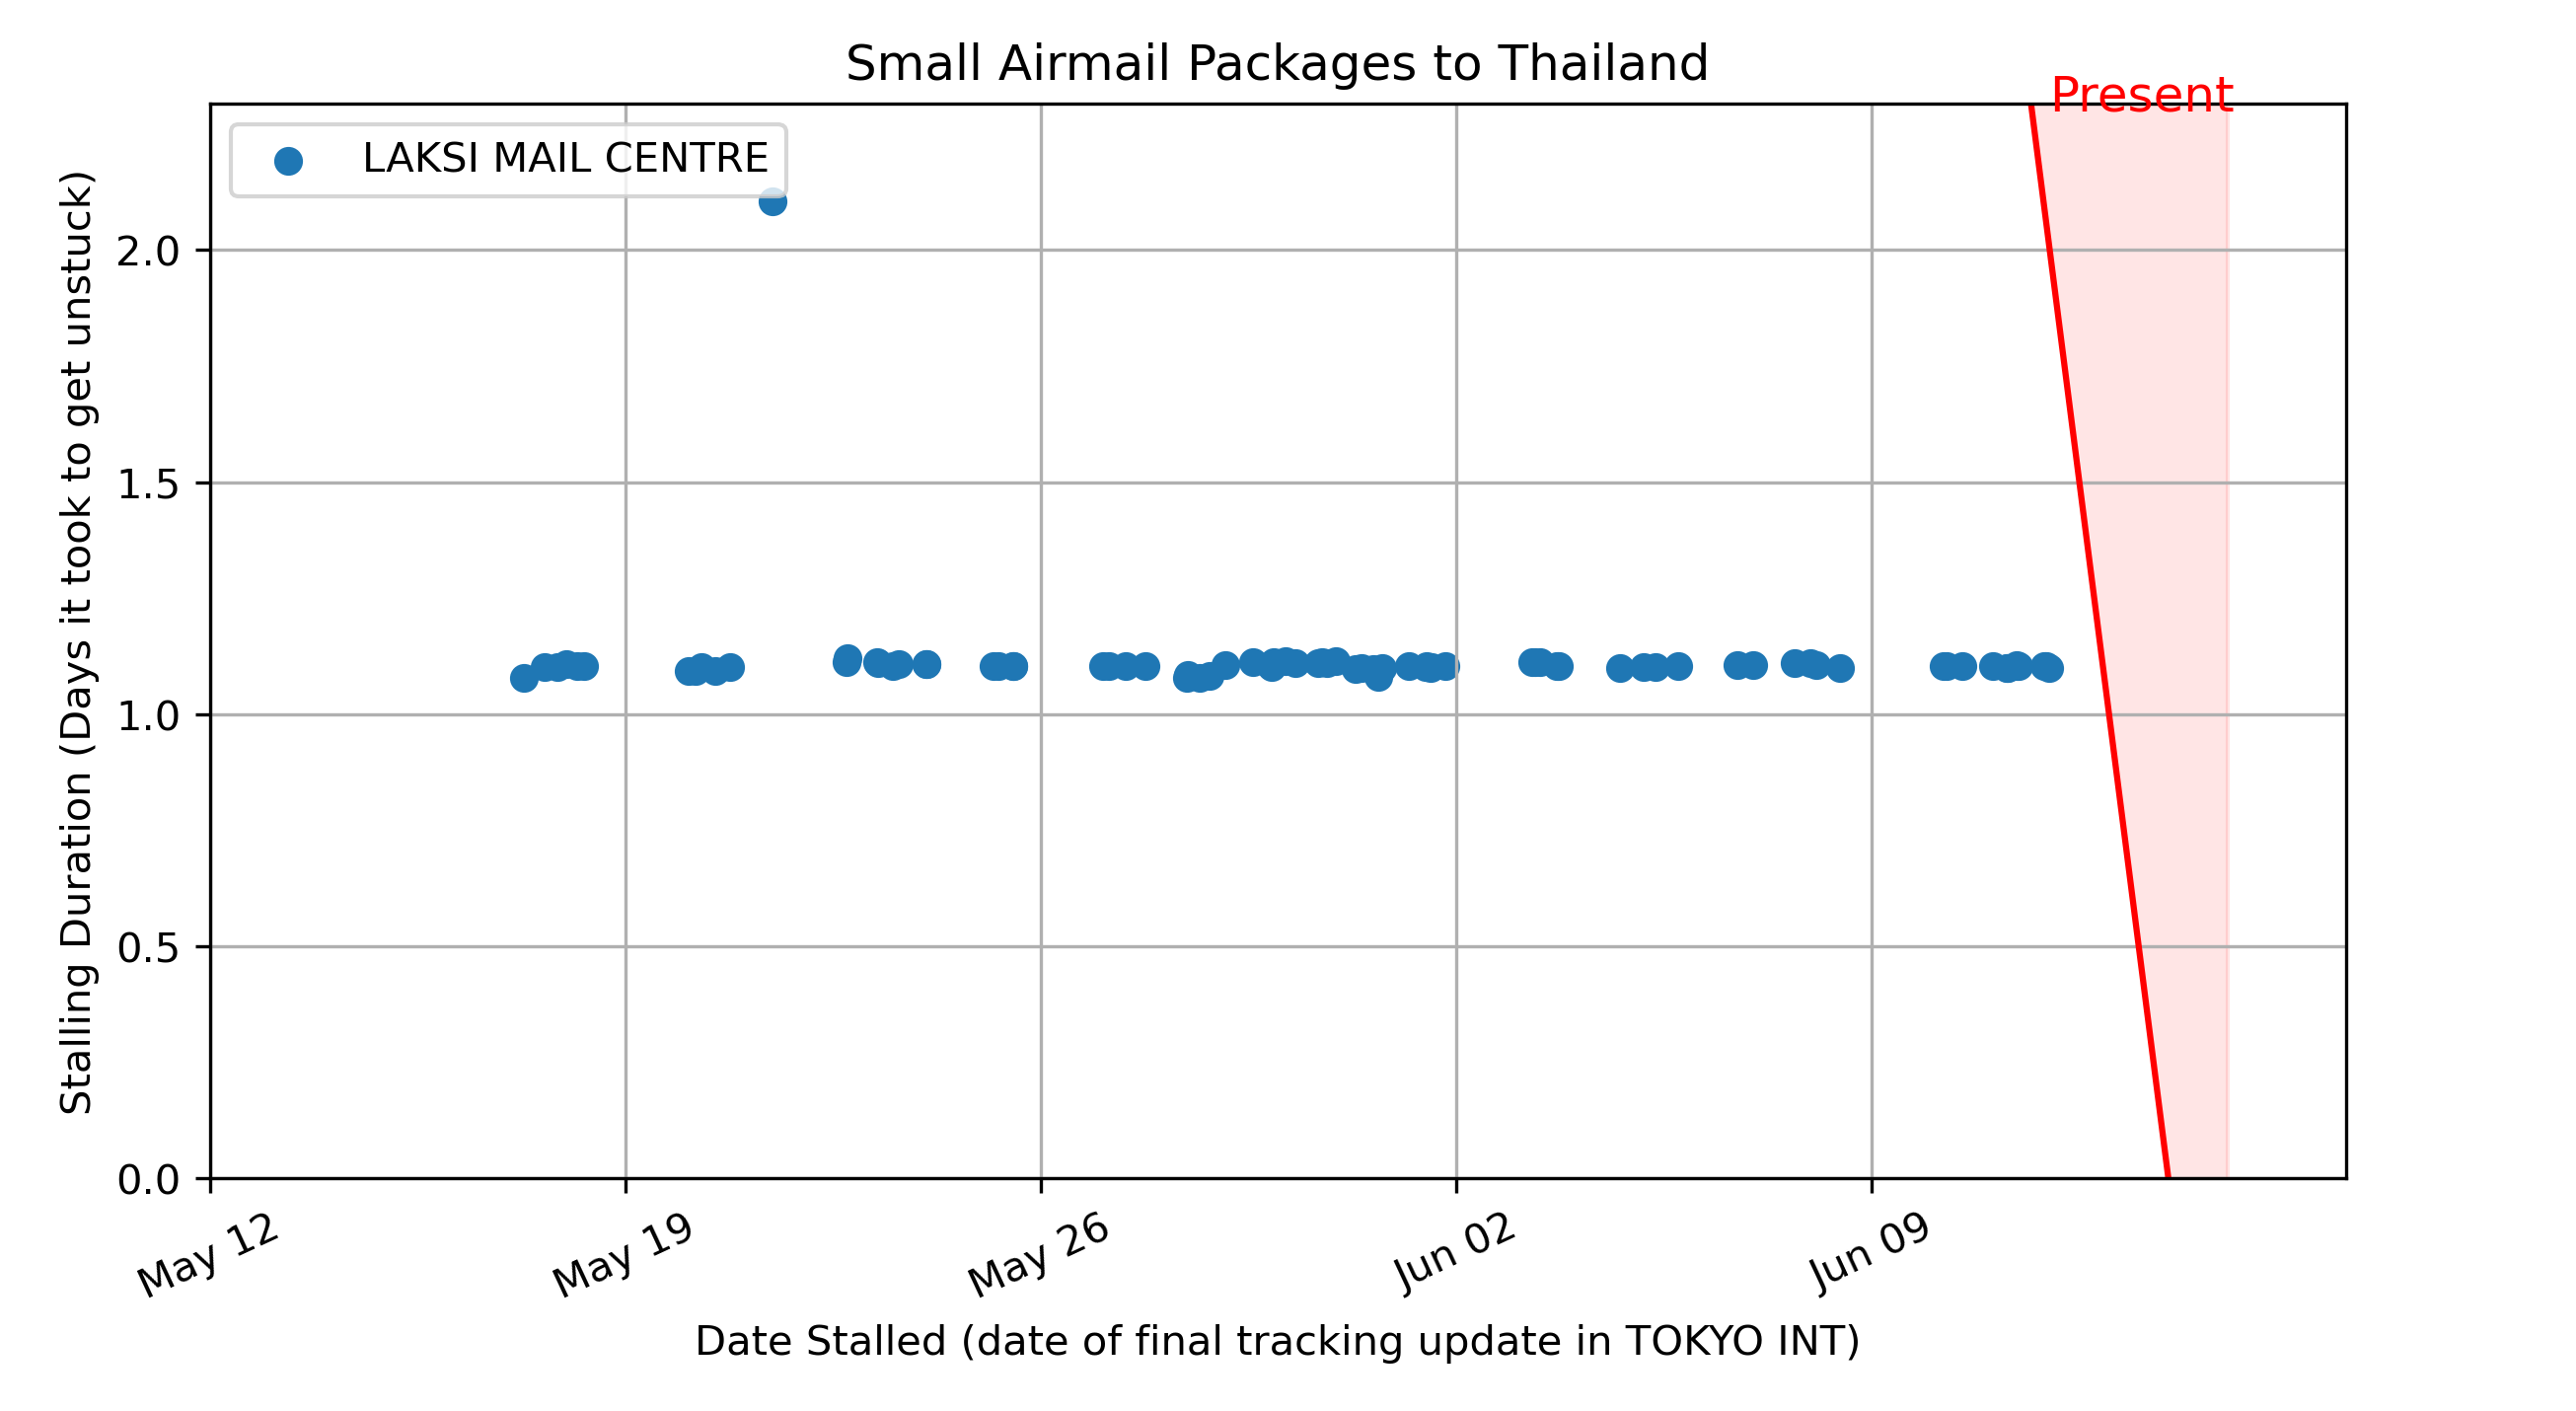 Small Airmail Packages to Thailand
Present
LAKSI MAIL CENTRE
Stalling Duration (Days it took to get unstuck)
2.0
1.5
1.0
0.5
0.0
May 12
May 19
May 26
Jun 02
Jun 09
Date Stalled (date of final tracking update in TOKYO INT)